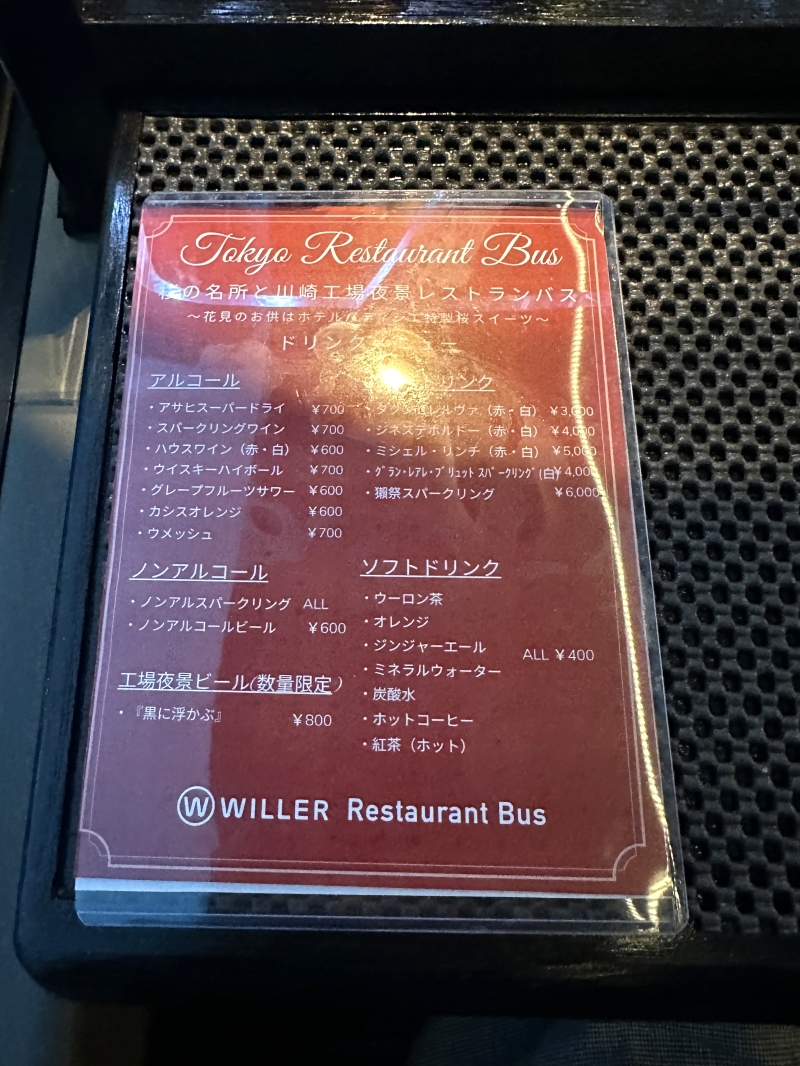 Tokyo Restaurant Bus
の名所と川崎工場夜景レストランバス
〜花見のお供はホテルパティシエ特製桜スイーツ〜
ドリンクメニュー
アルコール
・アサヒスーパードライ ¥700
・スパークリングワイン ¥700
・ハウスワイン（赤・白） ¥600
・ウイスキーハイボール ¥700
・グレープフルーツサワー ¥600
・カシスオレンジ ¥600
・ウメッシュ ¥700
ノンアルコール
・ノンアルスパークリング ALL
・ノンアルコールビール ¥600
工場夜景ビール(数量限定)
・『黒に浮かぶ』 ¥800
ドリンク
（赤・白） ¥3,000
・ジネステボルドー（赤・白） ¥4,000
・ミシェル・リンチ（赤・白） ¥5,000
・ｸﾞﾗﾝ･ﾚｱﾙ･ﾌﾞﾘｭｯﾄ ｽﾊﾟｰｸﾘﾝｸﾞ(白) ¥4,000
・獺祭スパークリング ¥6,000
ソフトドリンク
・ウーロン茶
・オレンジ
・ジンジャーエール
ALL ¥400
・ミネラルウォーター
・炭酸水
・ホットコーヒー
・紅茶（ホット）
WILLER Restaurant Bus